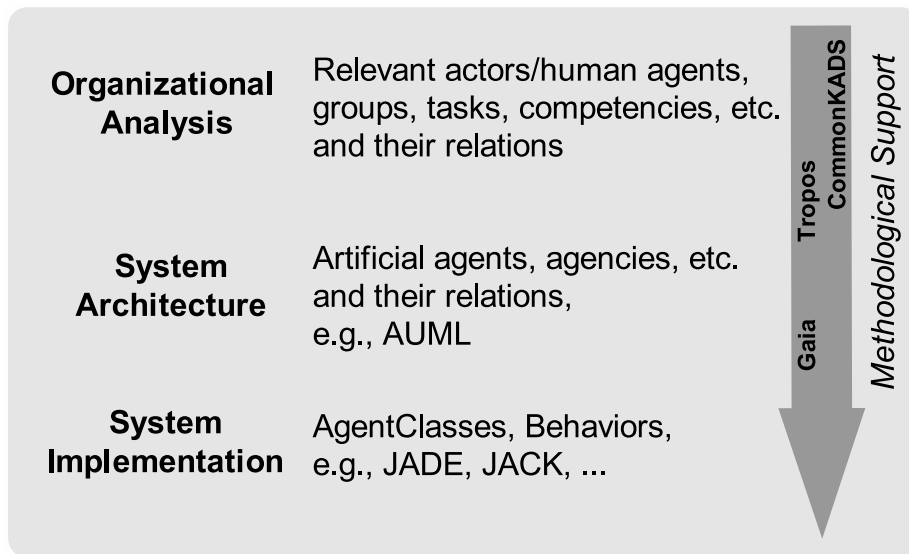 Organizational
Analysis
Relevant actors/human agents,
groups, tasks, competencies, etc.
and their relations
System
Architecture
Artificial agents, agencies, etc.
and their relations,
e.g., AUML
System
Implementation
AgentClasses, Behaviors,
e.g., JADE, JACK, ...
CommonKADS
Tropos
Gaia
Methodological Support